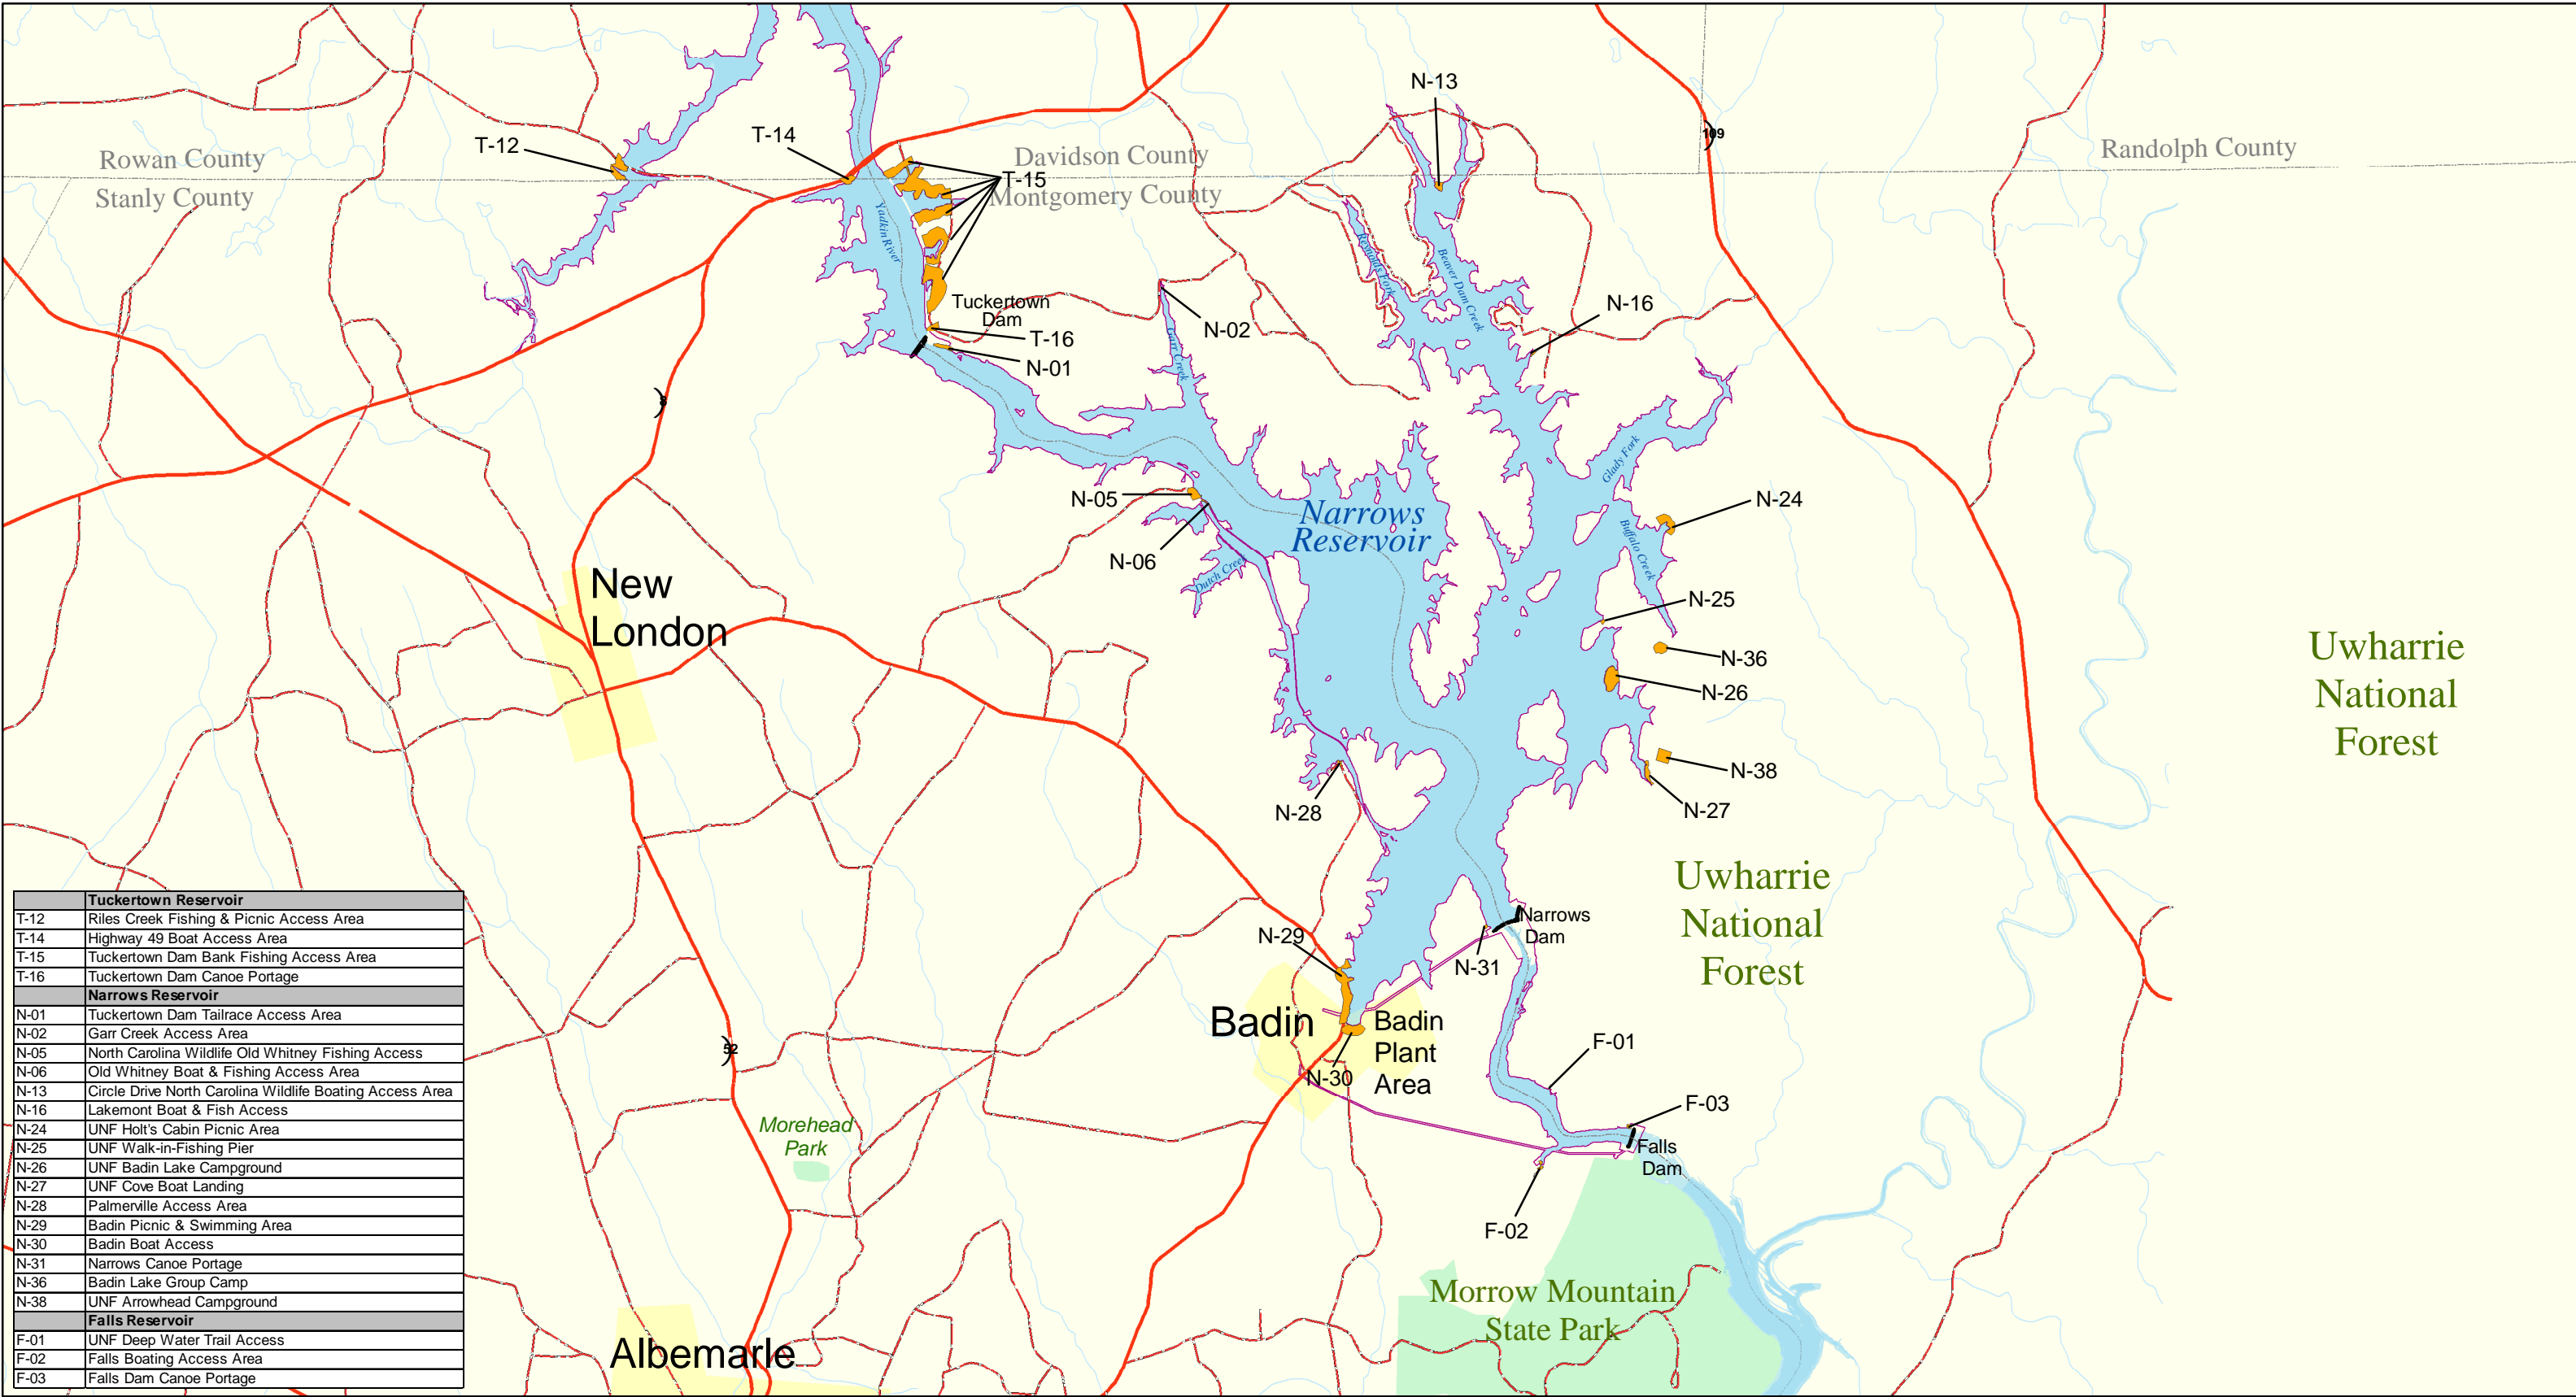 N-13
109
T-14
T-12
Rowan County
Davidson County
Randolph County
T-15
Stanly County
Montgomery County
Yadkin River
Reynolds Fork
Beaver Dam Creek
Tuckertown
Dam
N-16
T-16
N-02
Garr Creek
N-01
8
Glady Fork
N-05
N-24
Narrows
Reservoir
Buffalo Creek
N-06
Dutch Creek
New
London
N-25
N-36
N-26
Uwharrie
National
Forest
N-38
N-28
N-27
Uwharrie
National
Forest
Narrows
Dam
N-29
N-31
Badin
Badin
Plant
Area
N-30
F-01
52
F-03
Morehead
Park
Falls
Dam
F-02
Morrow Mountain
State Park
Albemarle
Tuckertown Reservoir
T-12 Riles Creek Fishing & Picnic Access Area
T-14 Highway 49 Boat Access Area
T-15 Tuckertown Dam Bank Fishing Access Area
T-16 Tuckertown Dam Canoe Portage
Narrows Reservoir
N-01 Tuckertown Dam Tailrace Access Area
N-02 Garr Creek Access Area
N-05 North Carolina Wildlife Old Whitney Fishing Access
N-06 Old Whitney Boat & Fishing Access Area
N-13 Circle Drive North Carolina Wildlife Boating Access Area
N-16 Lakemont Boat & Fish Access
N-24 UNF Holt's Cabin Picnic Area
N-25 UNF Walk-in-Fishing Pier
N-26 UNF Badin Lake Campground
N-27 UNF Cove Boat Landing
N-28 Palmerville Access Area
N-29 Badin Picnic & Swimming Area
N-30 Badin Boat Access
N-31 Narrows Canoe Portage
N-36 Badin Lake Group Camp
N-38 UNF Arrowhead Campground
Falls Reservoir
F-01 UNF Deep Water Trail Access
F-02 Falls Boating Access Area
F-03 Falls Dam Canoe Portage